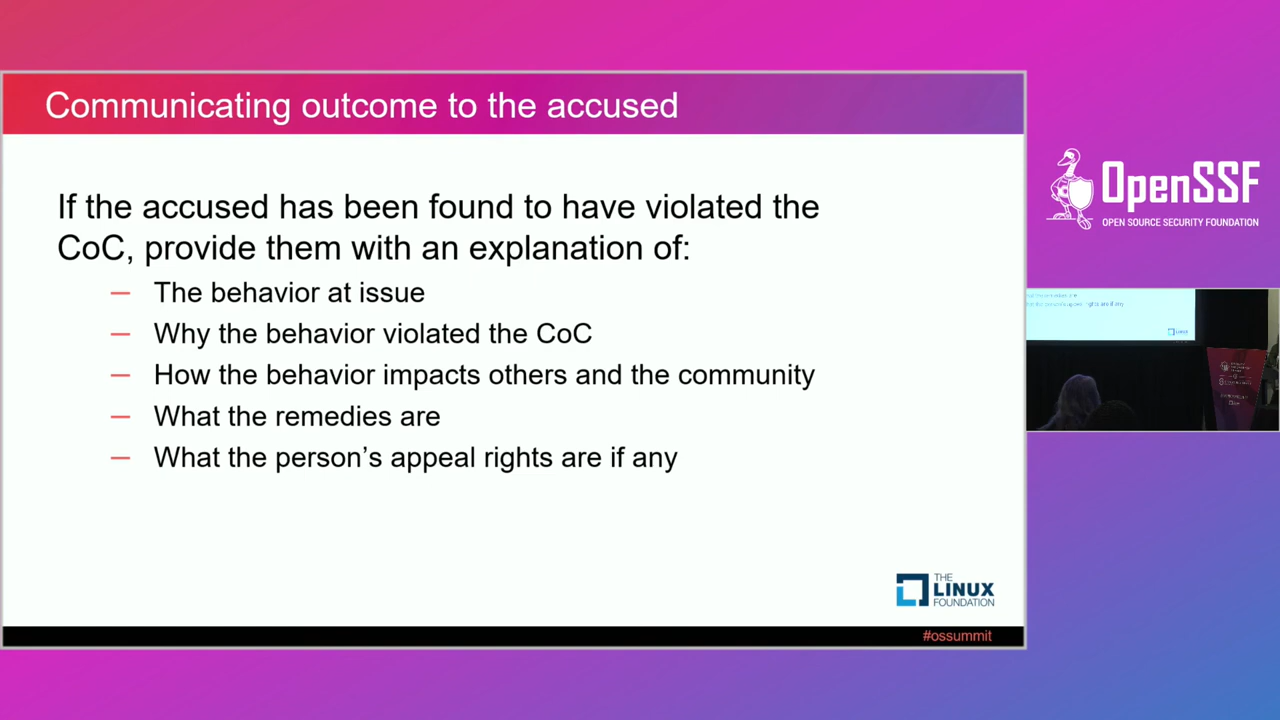 Communicating outcome to the accused
If the accused has been found to have violated the
CoC, provide them with an explanation of:
— The behavior at issue
— Why the behavior violated the CoC
— How the behavior impacts others and the community
— What the remedies are
— What the person’s appeal rights are if any
THE
LINUX
FOUNDATION
#ossummit
OpenSSF
OPEN SOURCE SECURITY FOUNDATION
LINUX